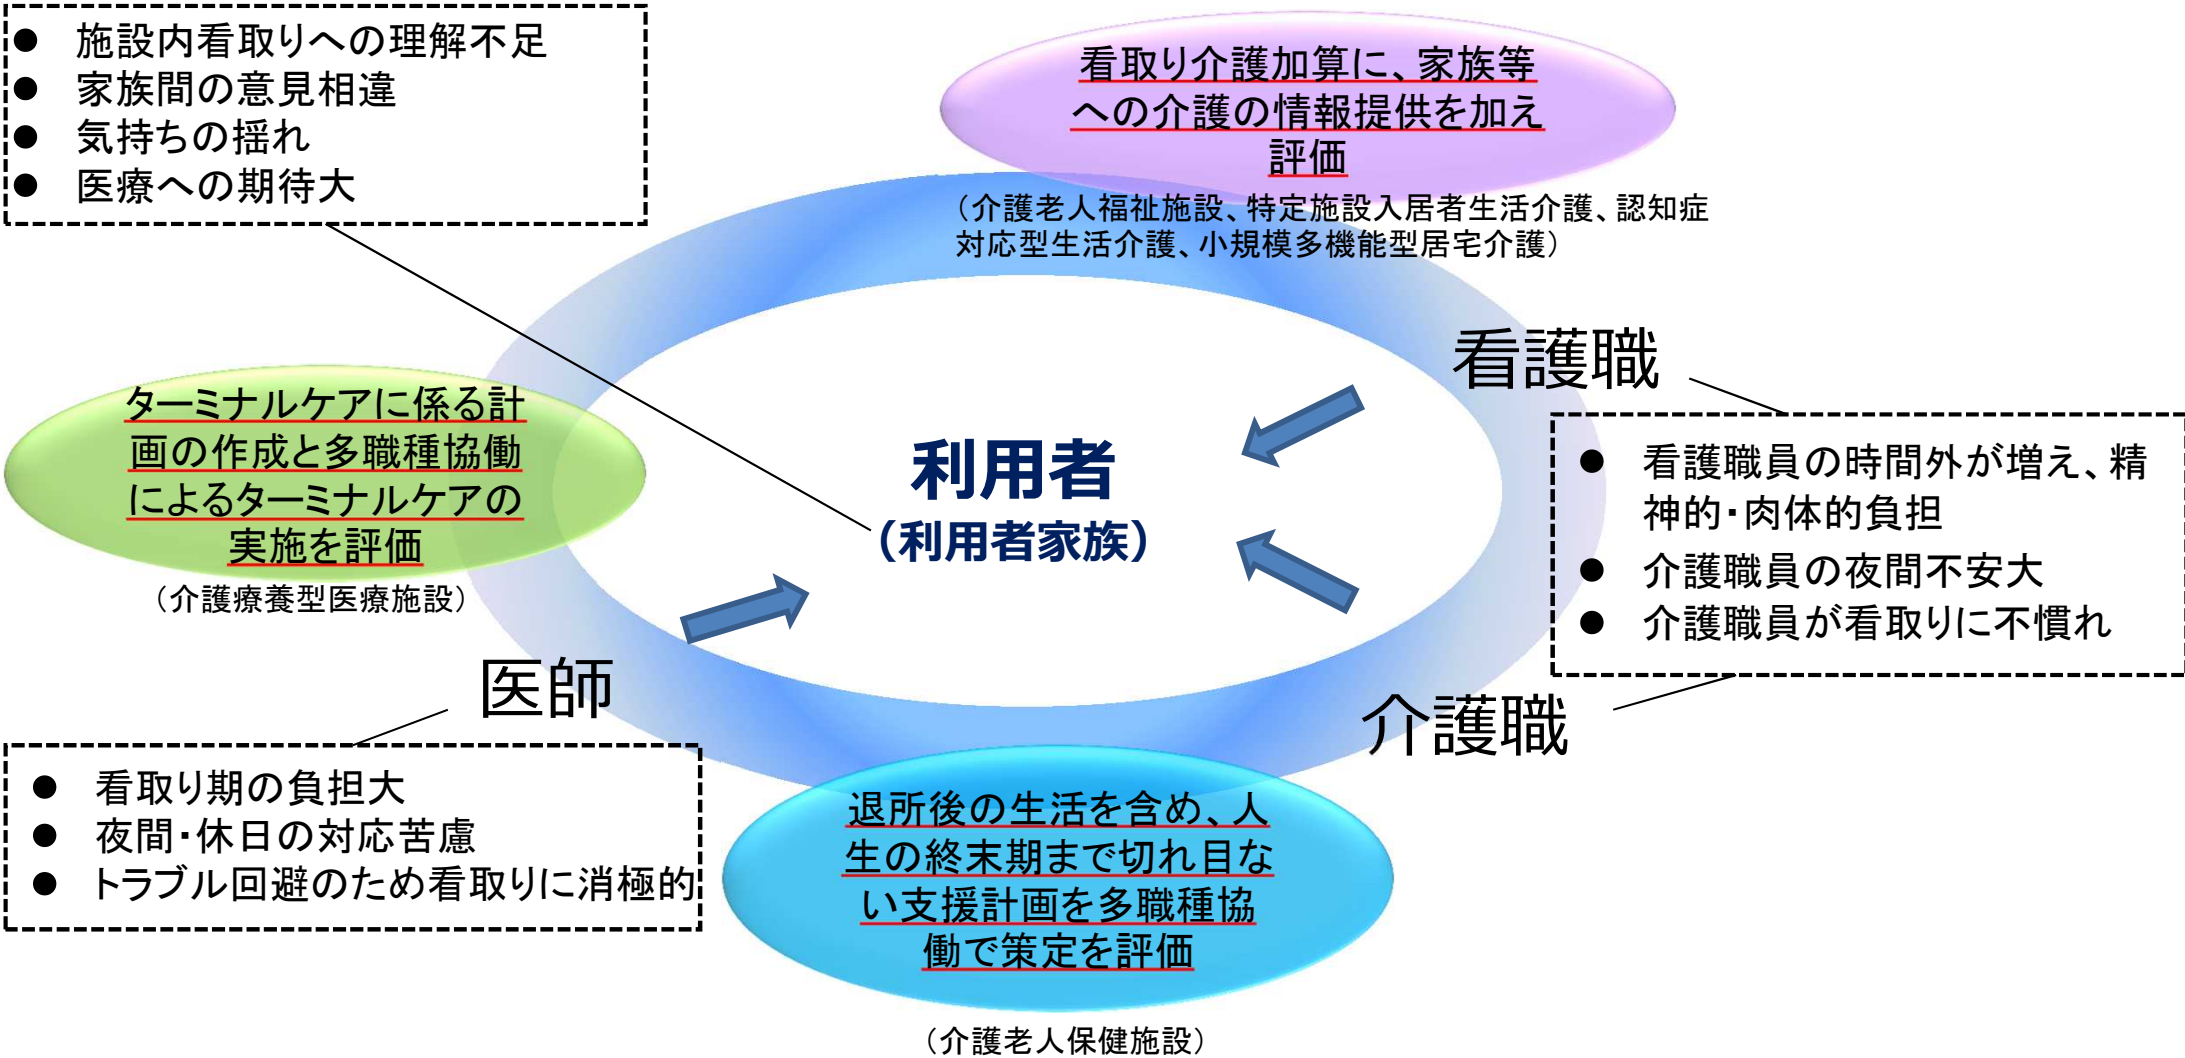 ● 施設内看取りへの理解不足
● 家族間の意見相違
● 気持ちの揺れ
● 医療への期待大
看取り介護加算に、家族等
への介護の情報提供を加え
評価
（介護老人福祉施設、特定施設入居者生活介護、認知症
対応型生活介護、小規模多機能型居宅介護）
看護職
ターミナルケアに係る計
画の作成と多職種協働
によるターミナルケアの
実施を評価
（介護療養型医療施設）
利用者
（利用者家族）
● 看護職員の時間外が増え、精
神的・肉体的負担
● 介護職員の夜間不安大
● 介護職員が看取りに不慣れ
医師
介護職
● 看取り期の負担大
● 夜間・休日の対応苦慮
● トラブル回避のため看取りに消極的
退所後の生活を含め、人
生の終末期まで切れ目な
い支援計画を多職種協
働で策定を評価
（介護老人保健施設）